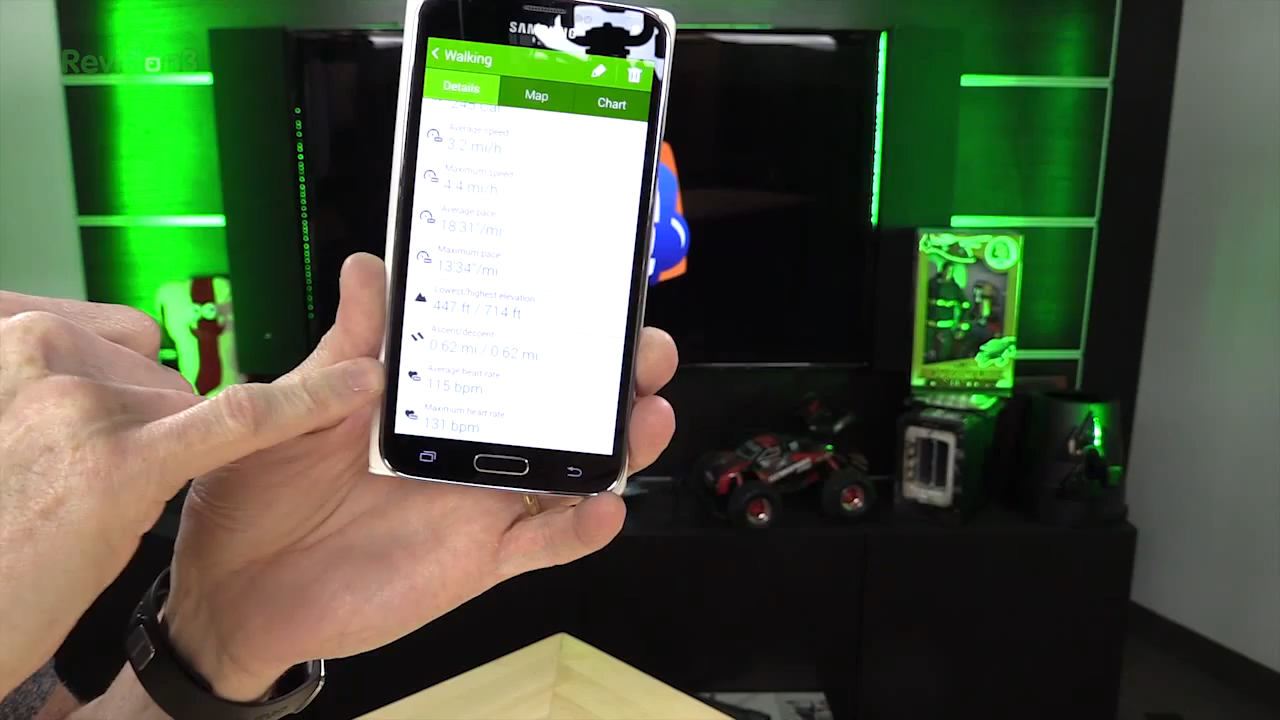 Revision3
SAMSUNG
Walking
Details
Map
Chart
Average speed
3.2 mi/h
Maximum speed
4.4 mi/h
Average pace
18'31"/mi
Maximum pace
13'34"/mi
Lowest/highest elevation
447 ft / 714 ft
Ascent/descent
0.62 mi / 0.62 mi
Average heart rate
115 bpm
Maximum heart rate
131 bpm